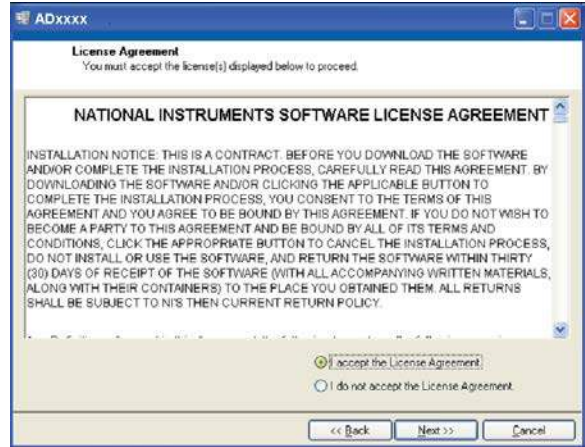 ADxxxx
License Agreement
You must accept the license(s) displayed below to proceed.
NATIONAL INSTRUMENTS SOFTWARE LICENSE AGREEMENT
INSTALLATION NOTICE: THIS IS A CONTRACT. BEFORE YOU DOWNLOAD THE SOFTWARE
AND/OR COMPLETE THE INSTALLATION PROCESS, CAREFULLY READ THIS AGREEMENT. BY
DOWNLOADING THE SOFTWARE AND/OR CLICKING THE APPLICABLE BUTTON TO
COMPLETE THE INSTALLATION PROCESS, YOU CONSENT TO THE TERMS OF THIS
AGREEMENT AND YOU AGREE TO BE BOUND BY THIS AGREEMENT. IF YOU DO NOT WISH TO
BECOME A PARTY TO THIS AGREEMENT AND BE BOUND BY ALL OF ITS TERMS AND
CONDITIONS, CLICK THE APPROPRIATE BUTTON TO CANCEL THE INSTALLATION PROCESS,
DO NOT INSTALL OR USE THE SOFTWARE, AND RETURN THE SOFTWARE WITHIN THIRTY
(30) DAYS OF RECEIPT OF THE SOFTWARE (WITH ALL ACCOMPANYING WRITTEN MATERIALS,
ALONG WITH THEIR CONTAINERS) TO THE PLACE YOU OBTAINED THEM. ALL RETURNS
SHALL BE SUBJECT TO NI'S THEN CURRENT RETURN POLICY.
I accept the License Agreement.
I do not accept the License Agreement.
<< Back Next >> Cancel